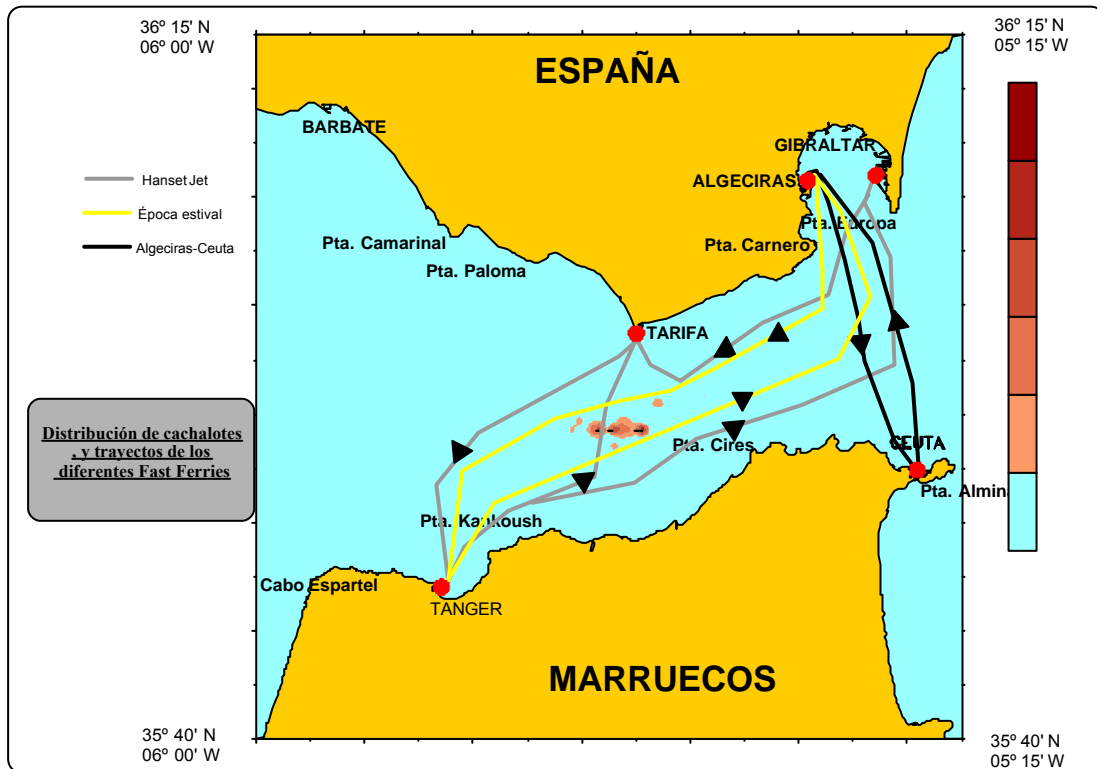 36º 15' N
06º 00' W
36º 15' N
05º 15' W
ESPAÑA
BARBATE
GIBRALTAR
ALGECIRAS
HansetJet
Época estival
Algeciras-Ceuta
Pta. Europa
Pta. Camarinal
Pta. Carnero
Pta. Paloma
TARIFA
Distribución de cachalotes
, y trayectos de los
diferentes Fast Ferries
Pta. Cires
CEUTA
Pta. Almina
Pta. Kankoush
Cabo Espartel
TANGER
MARRUECOS
35º 40' N
06º 00' W
35º 40' N
05º 15' W